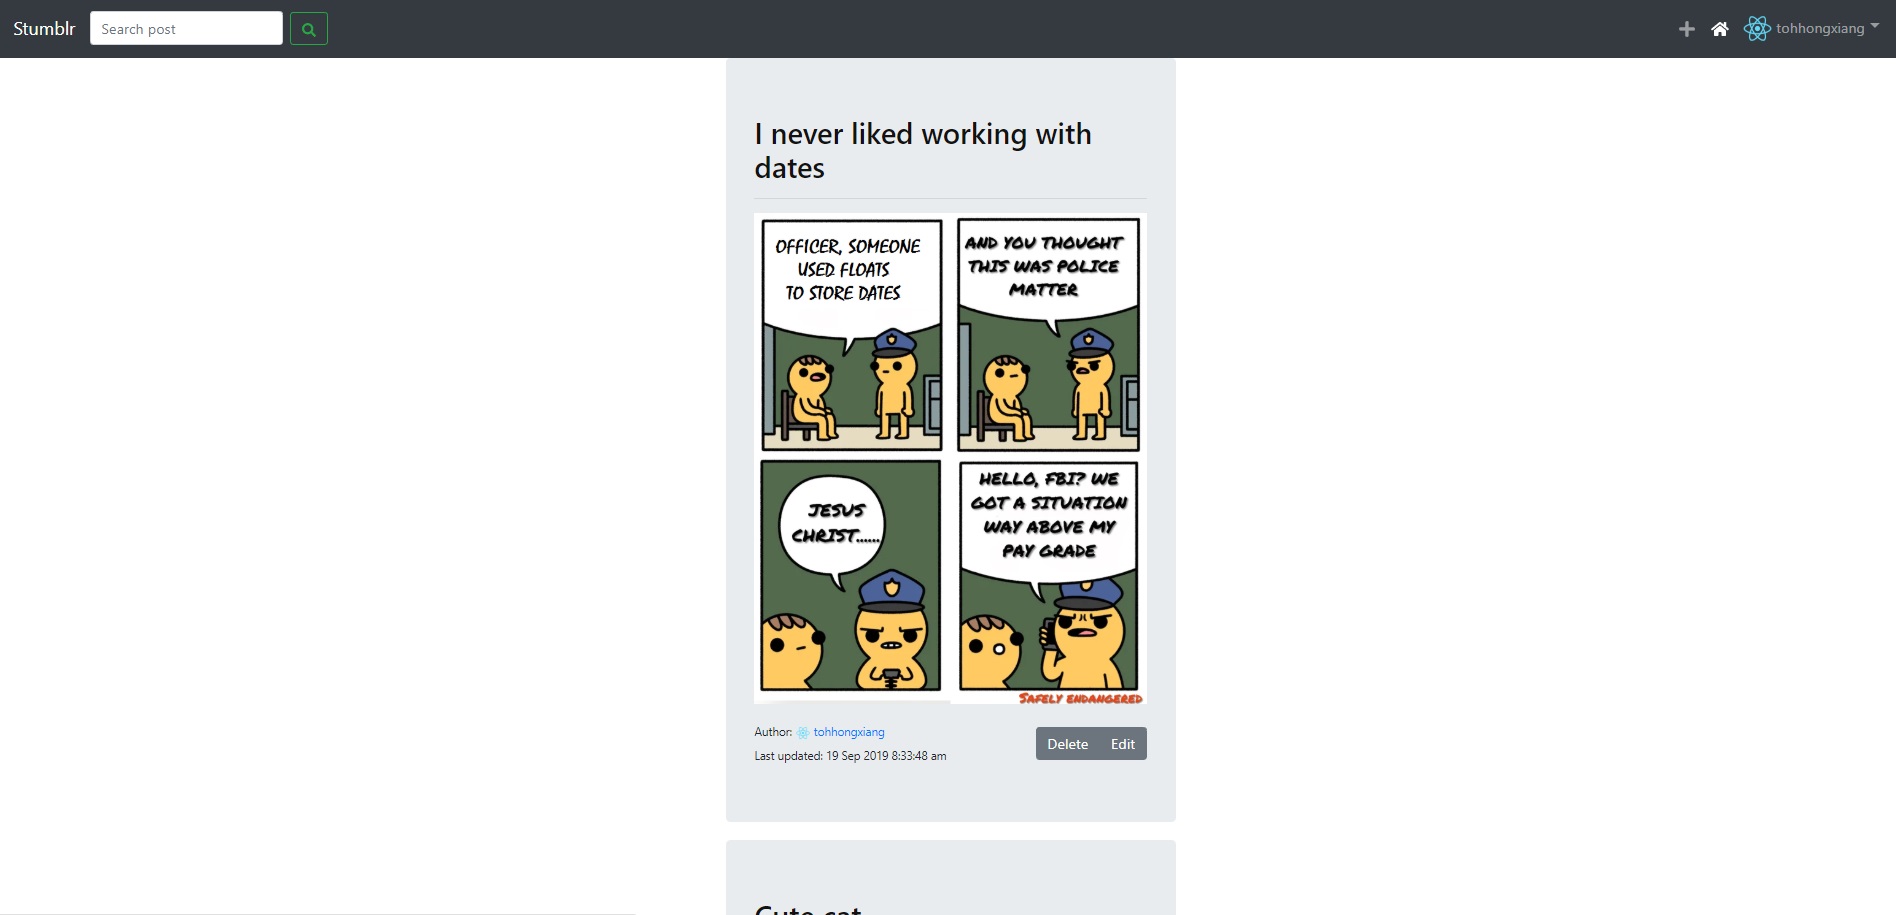 Stumblr
Search post
tohhongxiang
I never liked working with
dates
OFFICER, SOMEONE
USED FLOATS
TO STORE DATES
AND YOU THOUGHT
THIS WAS POLICE
MATTER
JESUS
CHRIST......
HELLO, FBI? WE
GOT A SITUATION
WAY ABOVE MY
PAY GRADE
SAFELY ENDANGERED
Author: tohhongxiang
Last updated: 19 Sep 2019 8:33:48 am
Delete
Edit
Cute cat